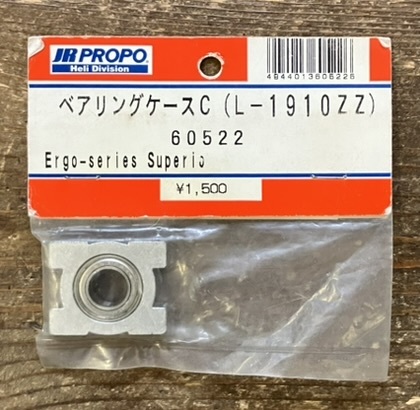 JR PROPO
Heli Division
4944013606226
ベアリングケースC (L-1910ZZ)
60522
Ergo-series Superio
¥1,500